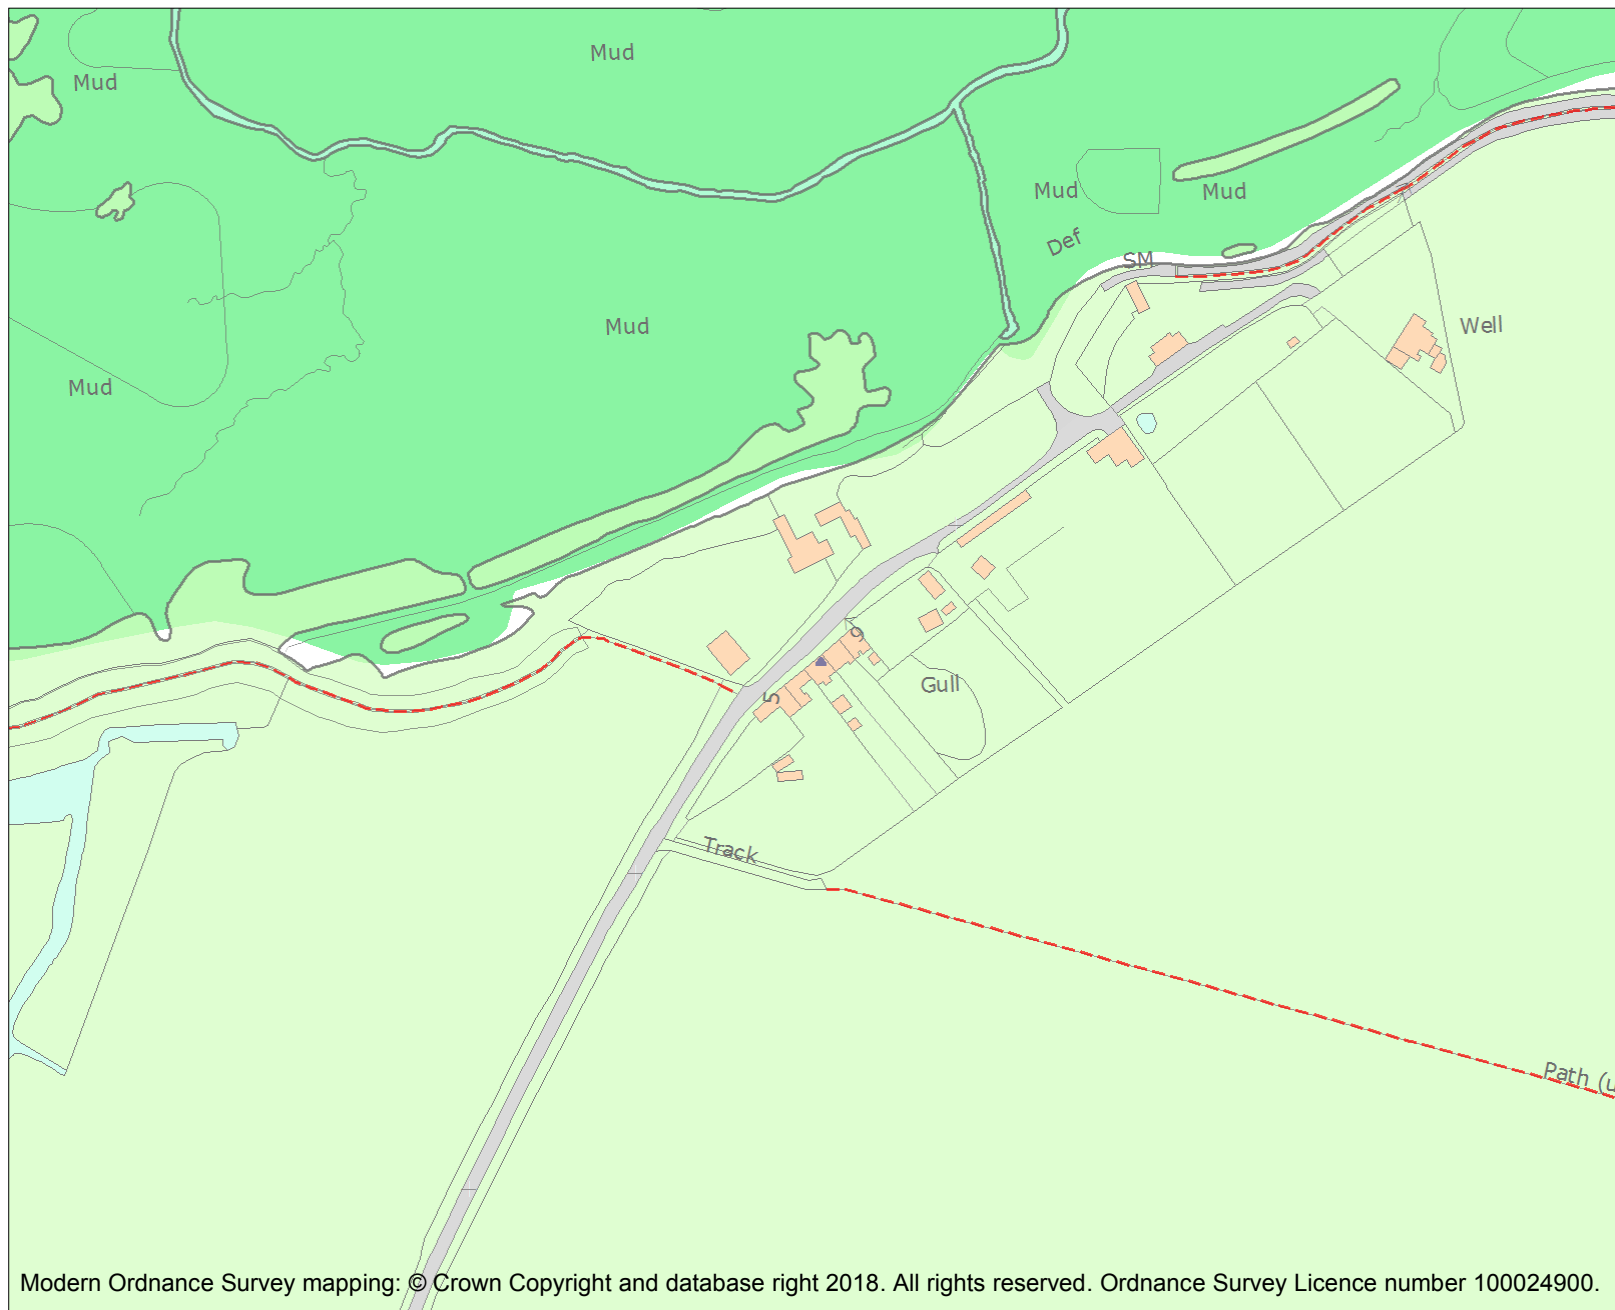 Mud
Mud
Mud
Mud
Def
SM
Mud
Well
Mud
9
Gull
5
Track
Path (u
Modern Ordnance Survey mapping: © Crown Copyright and database right 2018. All rights reserved. Ordnance Survey Licence number 100024900.